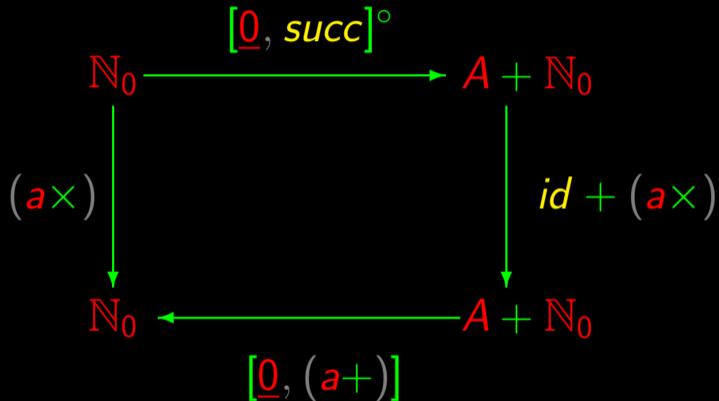 [0, succ]°
ℕ₀ A + ℕ₀
(a×) id + (a×)
ℕ₀ A + ℕ₀
[0, (a+)]